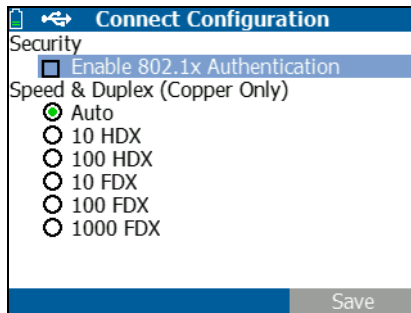 Connect Configuration
Security
Enable 802.1x Authentication
Speed & Duplex (Copper Only)
Auto
10 HDX
100 HDX
10 FDX
100 FDX
1000 FDX
Save